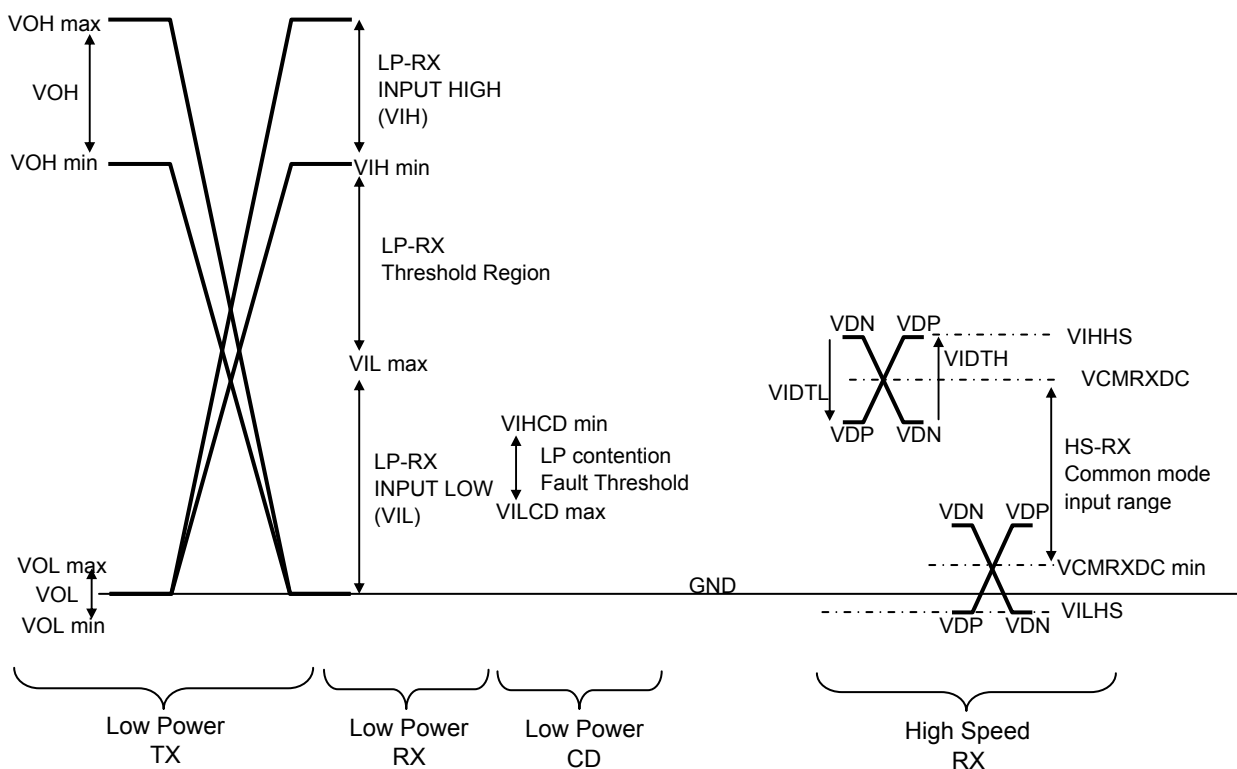 VOH max
VOH
VOH min
LP-RX
INPUT HIGH
(VIH)
VIH min
LP-RX
Threshold Region
VIL max
LP-RX
INPUT LOW
(VIL)
VOL max
VOL
VOL min
VIHCD min
LP contention
Fault Threshold
VILCD max
GND
VDN
VDP
VIHHS
VIDTL
VIDTH
VCMRXDC
VDP
VDN
HS-RX
Common mode
input range
VDN
VDP
VCMRXDC min
VDP
VDN
VILHS
Low Power
TX
Low Power
RX
Low Power
CD
High Speed
RX